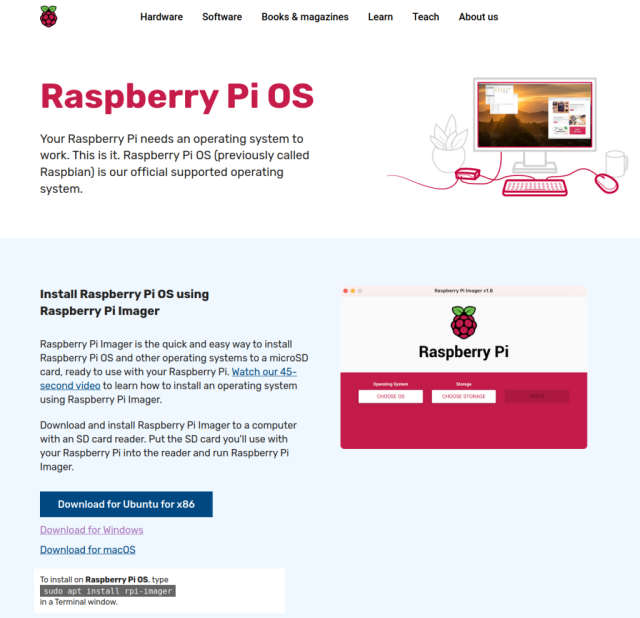 Hardware Software Books & magazines Learn Teach About us
Raspberry Pi OS
Your Raspberry Pi needs an operating system to
work. This is it. Raspberry Pi OS (previously called
Raspbian) is our official supported operating
system.
Install Raspberry Pi OS using
Raspberry Pi Imager
Raspberry Pi Imager is the quick and easy way to install
Raspberry Pi OS and other operating systems to a microSD
card, ready to use with your Raspberry Pi. Watch our 45-
second video to learn how to install an operating system
using Raspberry Pi Imager.
Download and install Raspberry Pi Imager to a computer
with an SD card reader. Put the SD card you'll use with
your Raspberry Pi into the reader and run Raspberry Pi
Imager.
Download for Ubuntu for x86
Download for Windows
Download for macOS
To install on Raspberry Pi OS, type
sudo apt install rpi-imager
in a Terminal window.
Raspberry Pi Imager v1.6
Raspberry Pi
Operating System Storage
CHOOSE OS CHOOSE STORAGE